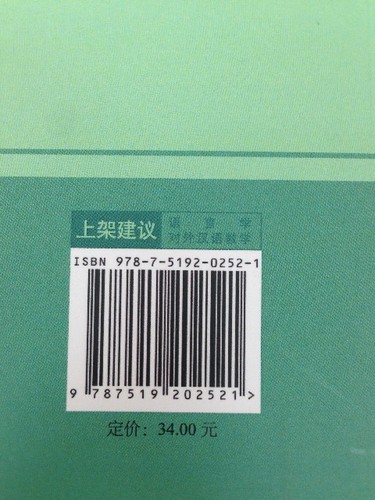 上架建议
语言学
对外汉语教学
ISBN 978-7-5192-0252-1
9 787519 202521 >
定价：34.00 元